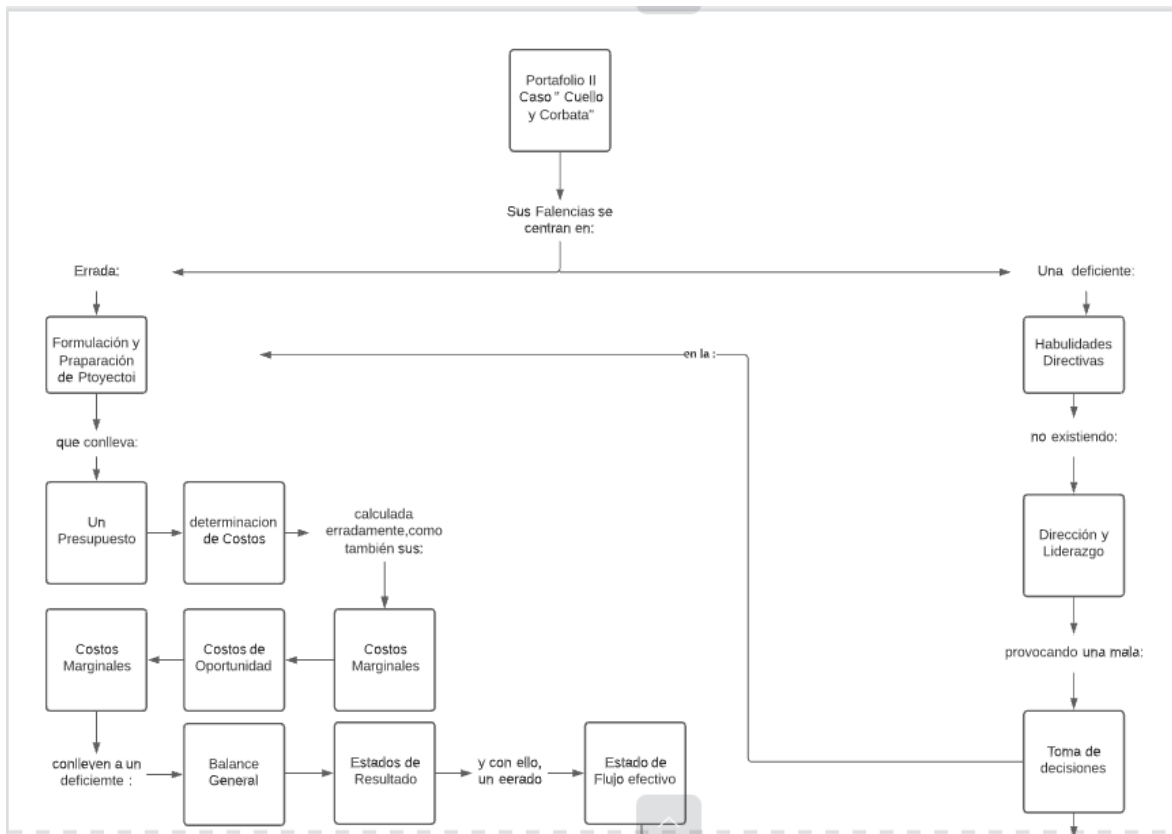 Portafolio II
Caso " Cuello
y Corbata"
Sus Falencias se
centran en:
Errada:
Una deficiente:
Formulación y
Praparación
de Ptoyectoi
en la :
Habulidades
Directivas
que conlleva:
no existiendo:
Un
Presupuesto
determinacion
de Costos
calculada
erradamente,como
también sus:
Dirección y
Liderazgo
Costos
Marginales
Costos de
Oportunidad
Costos
Marginales
provocando una mala:
conlleven a un
deficiemte :
Balance
General
Estados de
Resultado
y con ello,
un eerado
Estado de
Flujo efectivo
Toma de
decisiones